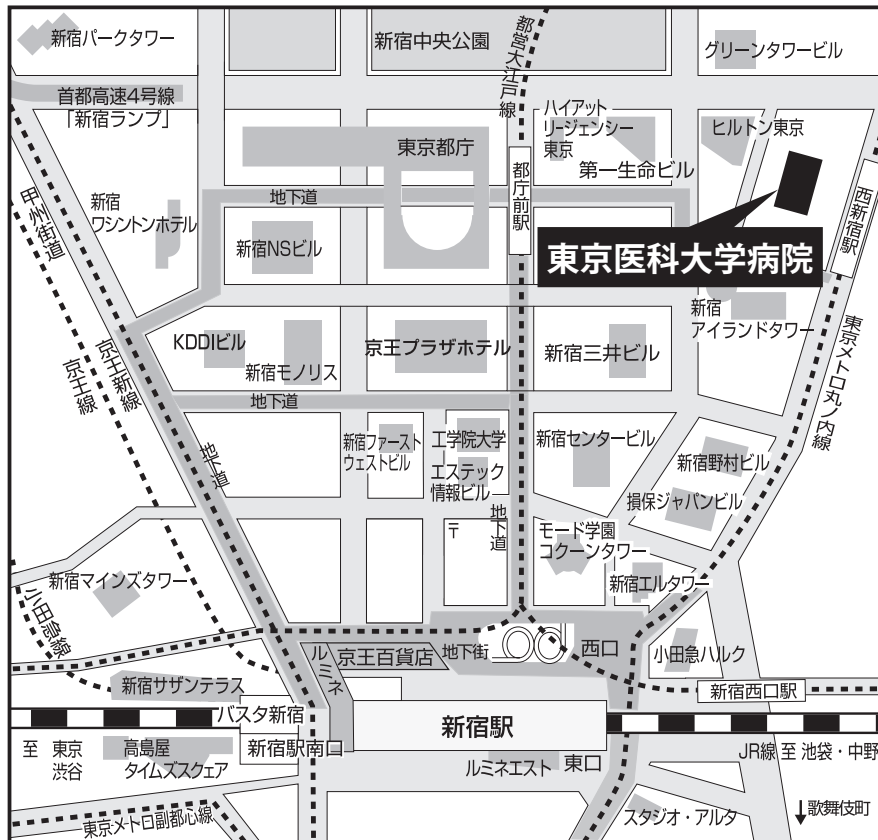 新宿パークタワー
新宿中央公園
都営大江戸線
グリーンタワービル
首都高速4号線
「新宿ランプ」
ハイアット
リージェンシー
東京
ヒルトン東京
東京都庁
第一生命ビル
都庁前駅
西新宿駅
甲州街道
新宿
ワシントンホテル
地下道
新宿NSビル
東京医科大学病院
新宿
アイランドタワー
京王新線
京王線
KDDIビル
新宿モノリス
京王プラザホテル
新宿三井ビル
東京メトロ丸ノ内線
地下道
地下道
新宿ファースト
ウェストビル
工学院大学
エステック
情報ビル
新宿センタービル
新宿野村ビル
損保ジャパンビル
〒
地下道
モード学園
コクーンタワー
新宿マインズタワー
新宿エルタワー
小田急線
ルミネ
京王百貨店
地下街
西口
小田急ハルク
新宿サザンテラス
新宿西口駅
バスタ新宿
新宿駅
新宿駅南口
至 東京
渋谷
高島屋
タイムズスクエア
ルミネエスト
東口
JR線 至 池袋・中野
東京メトロ副都心線
スタジオ・アルタ
↓歌舞伎町